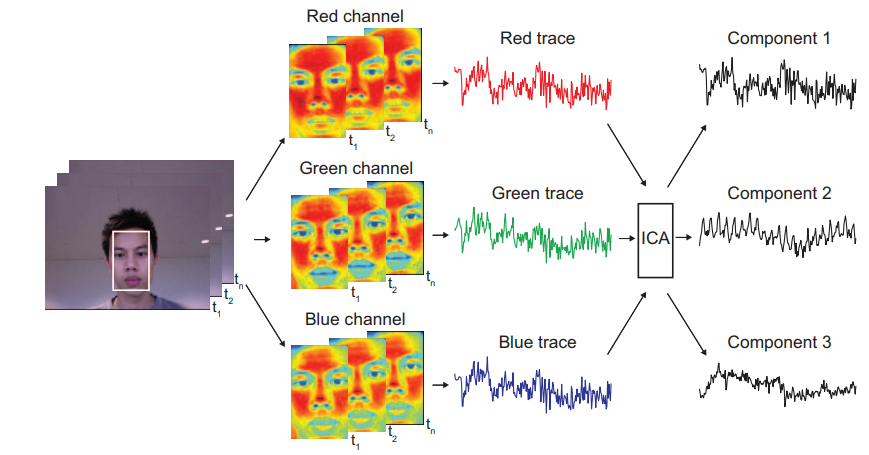 Red channel
t1
t2
tn
Red trace
Component 1
Green channel
t1
t2
tn
Green trace
ICA
Component 2
t1
t2
tn
Blue channel
t1
t2
tn
Blue trace
Component 3